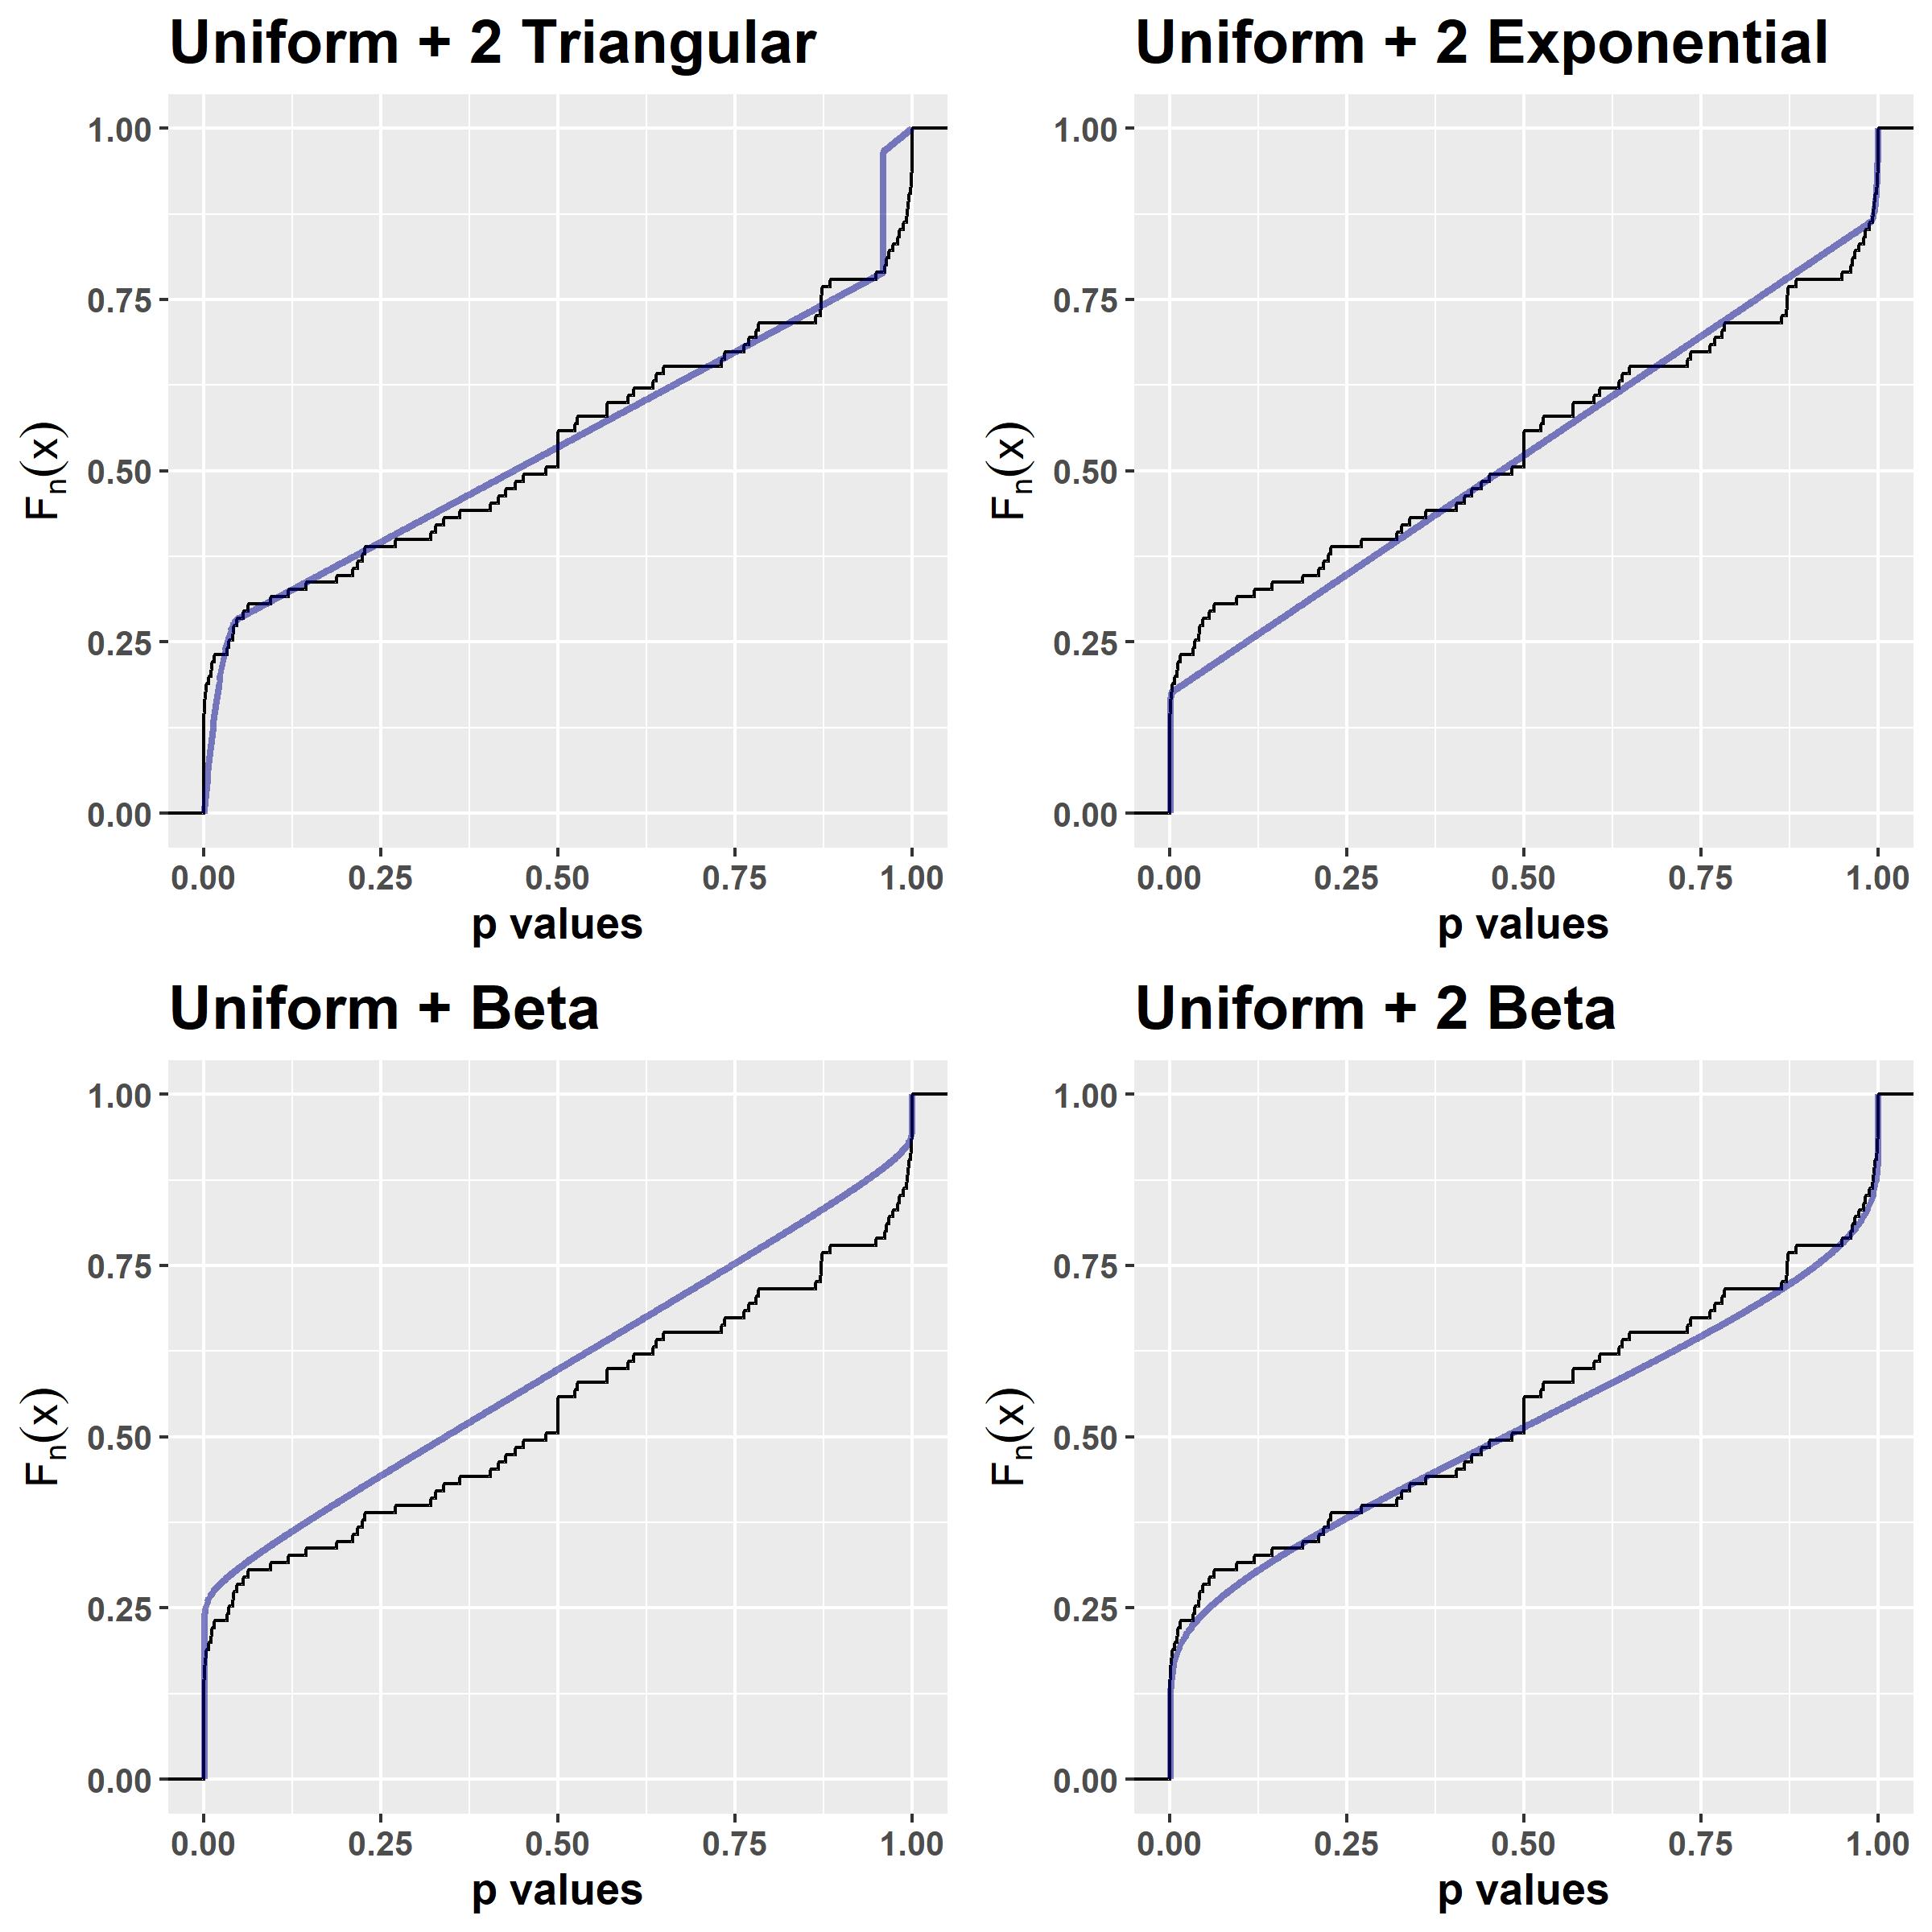 Uniform + 2 Triangular
1.00
0.75
0.50
0.25
0.00
Fn(x)
0.00 0.25 0.50 0.75 1.00
p values
Uniform + 2 Exponential
1.00
0.75
0.50
0.25
0.00
Fn(x)
0.00 0.25 0.50 0.75 1.00
p values
Uniform + Beta
1.00
0.75
0.50
0.25
0.00
Fn(x)
0.00 0.25 0.50 0.75 1.00
p values
Uniform + 2 Beta
1.00
0.75
0.50
0.25
0.00
Fn(x)
0.00 0.25 0.50 0.75 1.00
p values